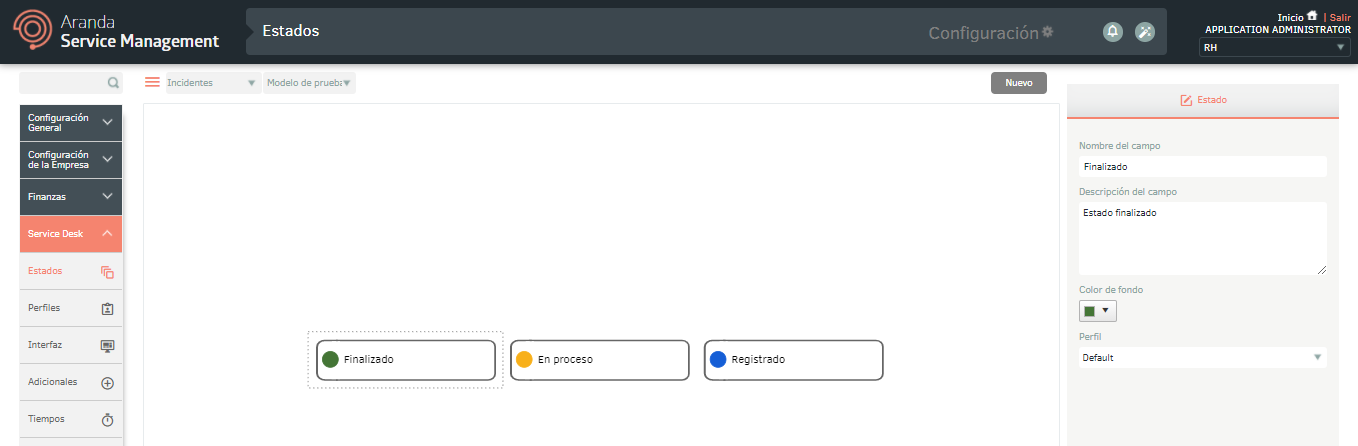 Aranda
Service Management
Estados
Configuración
Inicio | Salir
APPLICATION ADMINISTRATOR
RH
Incidentes
Modelo de prueba
Nuevo
Configuración
General
Configuración
de la Empresa
Finanzas
Service Desk
Estados
Perfiles
Interfaz
Adicionales
Tiempos
Finalizado
En proceso
Registrado
Estado
Nombre del campo
Finalizado
Descripción del campo
Estado finalizado
Color de fondo
Perfil
Default